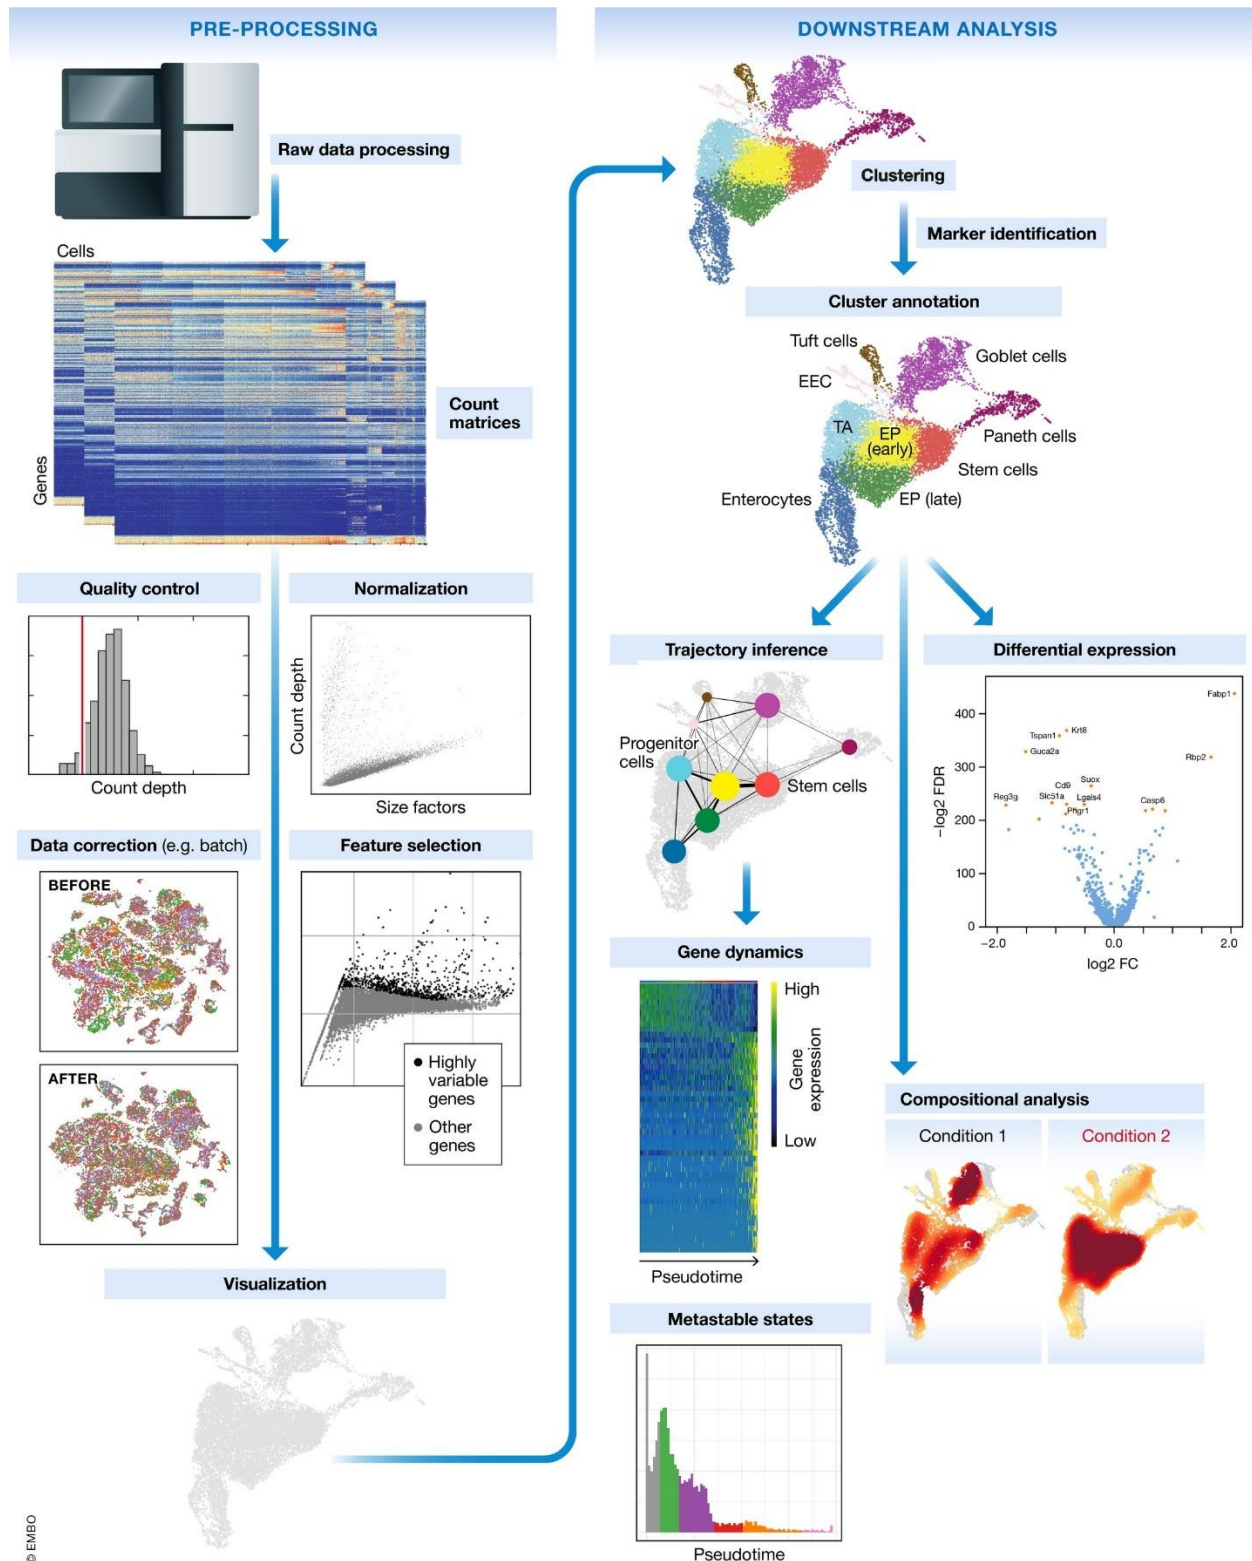 PRE-PROCESSING
Raw data processing
Cells
Genes
Count
matrices
Quality control
Count depth
Normalization
Count depth
Size factors
Data correction (e.g. batch)
BEFORE
AFTER
Feature selection
Highly
variable
genes
Other
genes
Visualization
© EMBO
DOWNSTREAM ANALYSIS
Clustering
Marker identification
Cluster annotation
Tuft cells
Goblet cells
EEC
TA
EP
(early)
Paneth cells
Stem cells
Enterocytes
EP (late)
Trajectory inference
Progenitor
cells
Stem cells
Gene dynamics
High
Gene
expression
Low
Pseudotime
Metastable states
Pseudotime
Differential expression
Fabp1
400
Krt8
Tspan1
Guca2a
Rbp2
300
Suox
Cd9
Reg3g
Slc51a
Lgals4
Casp6
Phgr1
200
100
0
−log2 FDR
−2.0
0.0
2.0
log2 FC
Compositional analysis
Condition 1
Condition 2